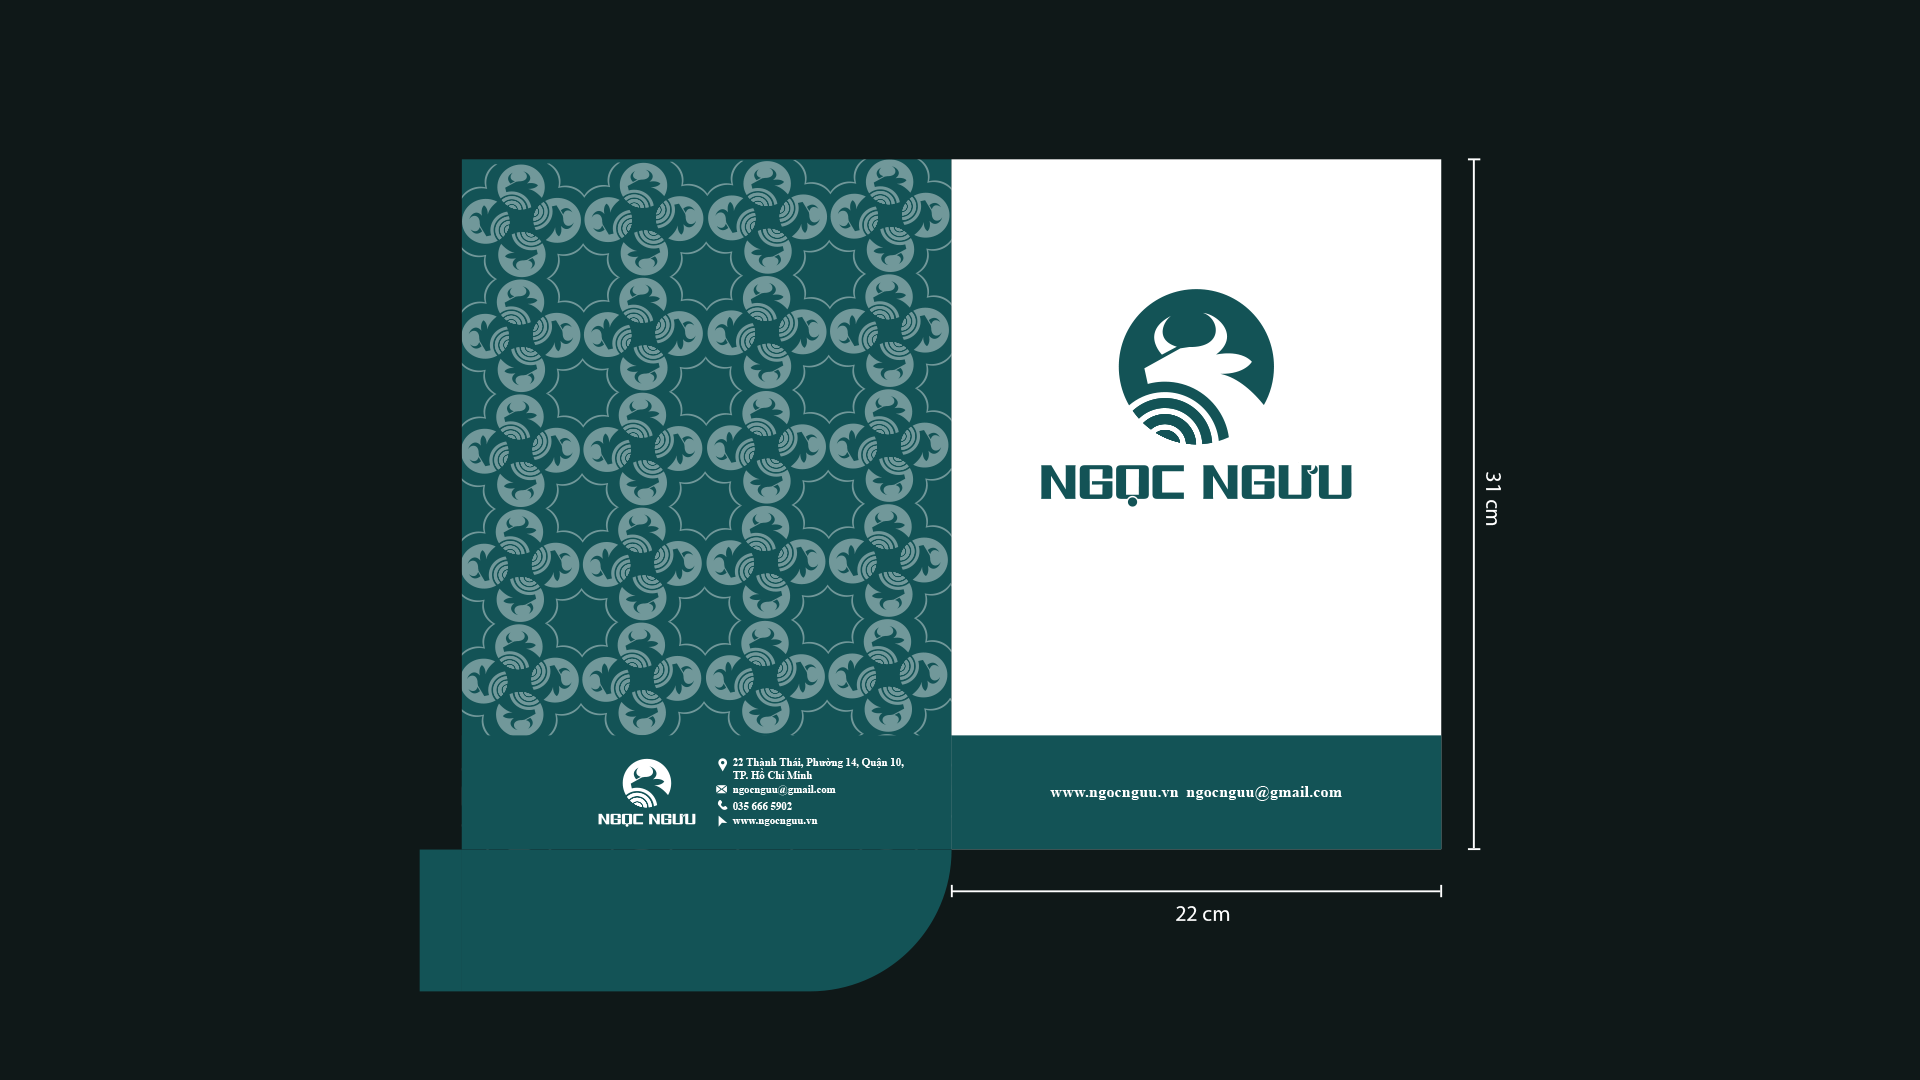 NGỌC NGƯU
22 Thành Thái, Phường 14, Quận 10,
TP. Hồ Chí Minh
ngocnguu@gmail.com
035 666 5902
www.ngocnguu.vn
NGỌC NGƯU
www.ngocnguu.vn ngocnguu@gmail.com
31 cm
22 cm